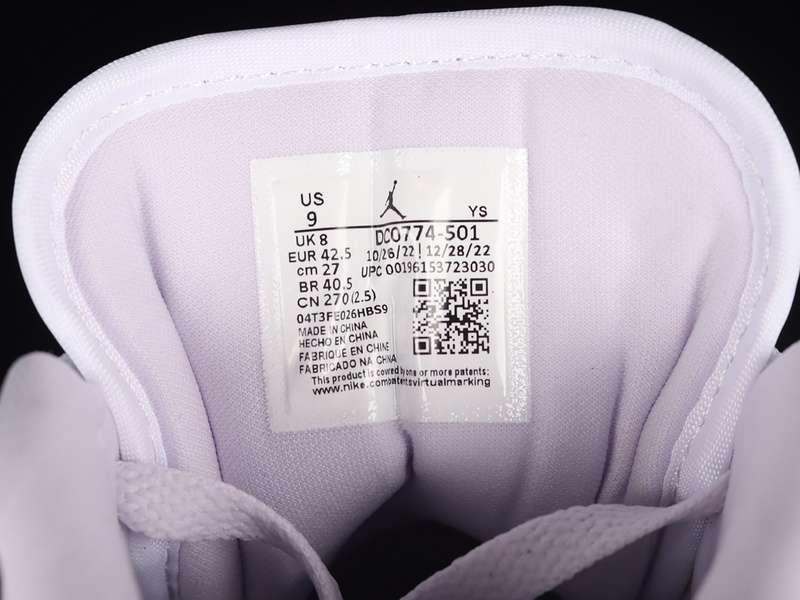 US
9
YS
UK 8
DC0774-501
EUR 42.5
10/26/22 | 12/28/22
cm 27
UPC 00196153723030
BR 40.5
CN 270(2.5)
04T3FE026HBS9
MADE IN CHINA
HECHO EN CHINA
FABRIQUE EN CHINE
FABRICADO NA CHINA
This product is covered by one or more patents:
www.nike.com/patentsvirtualmarking